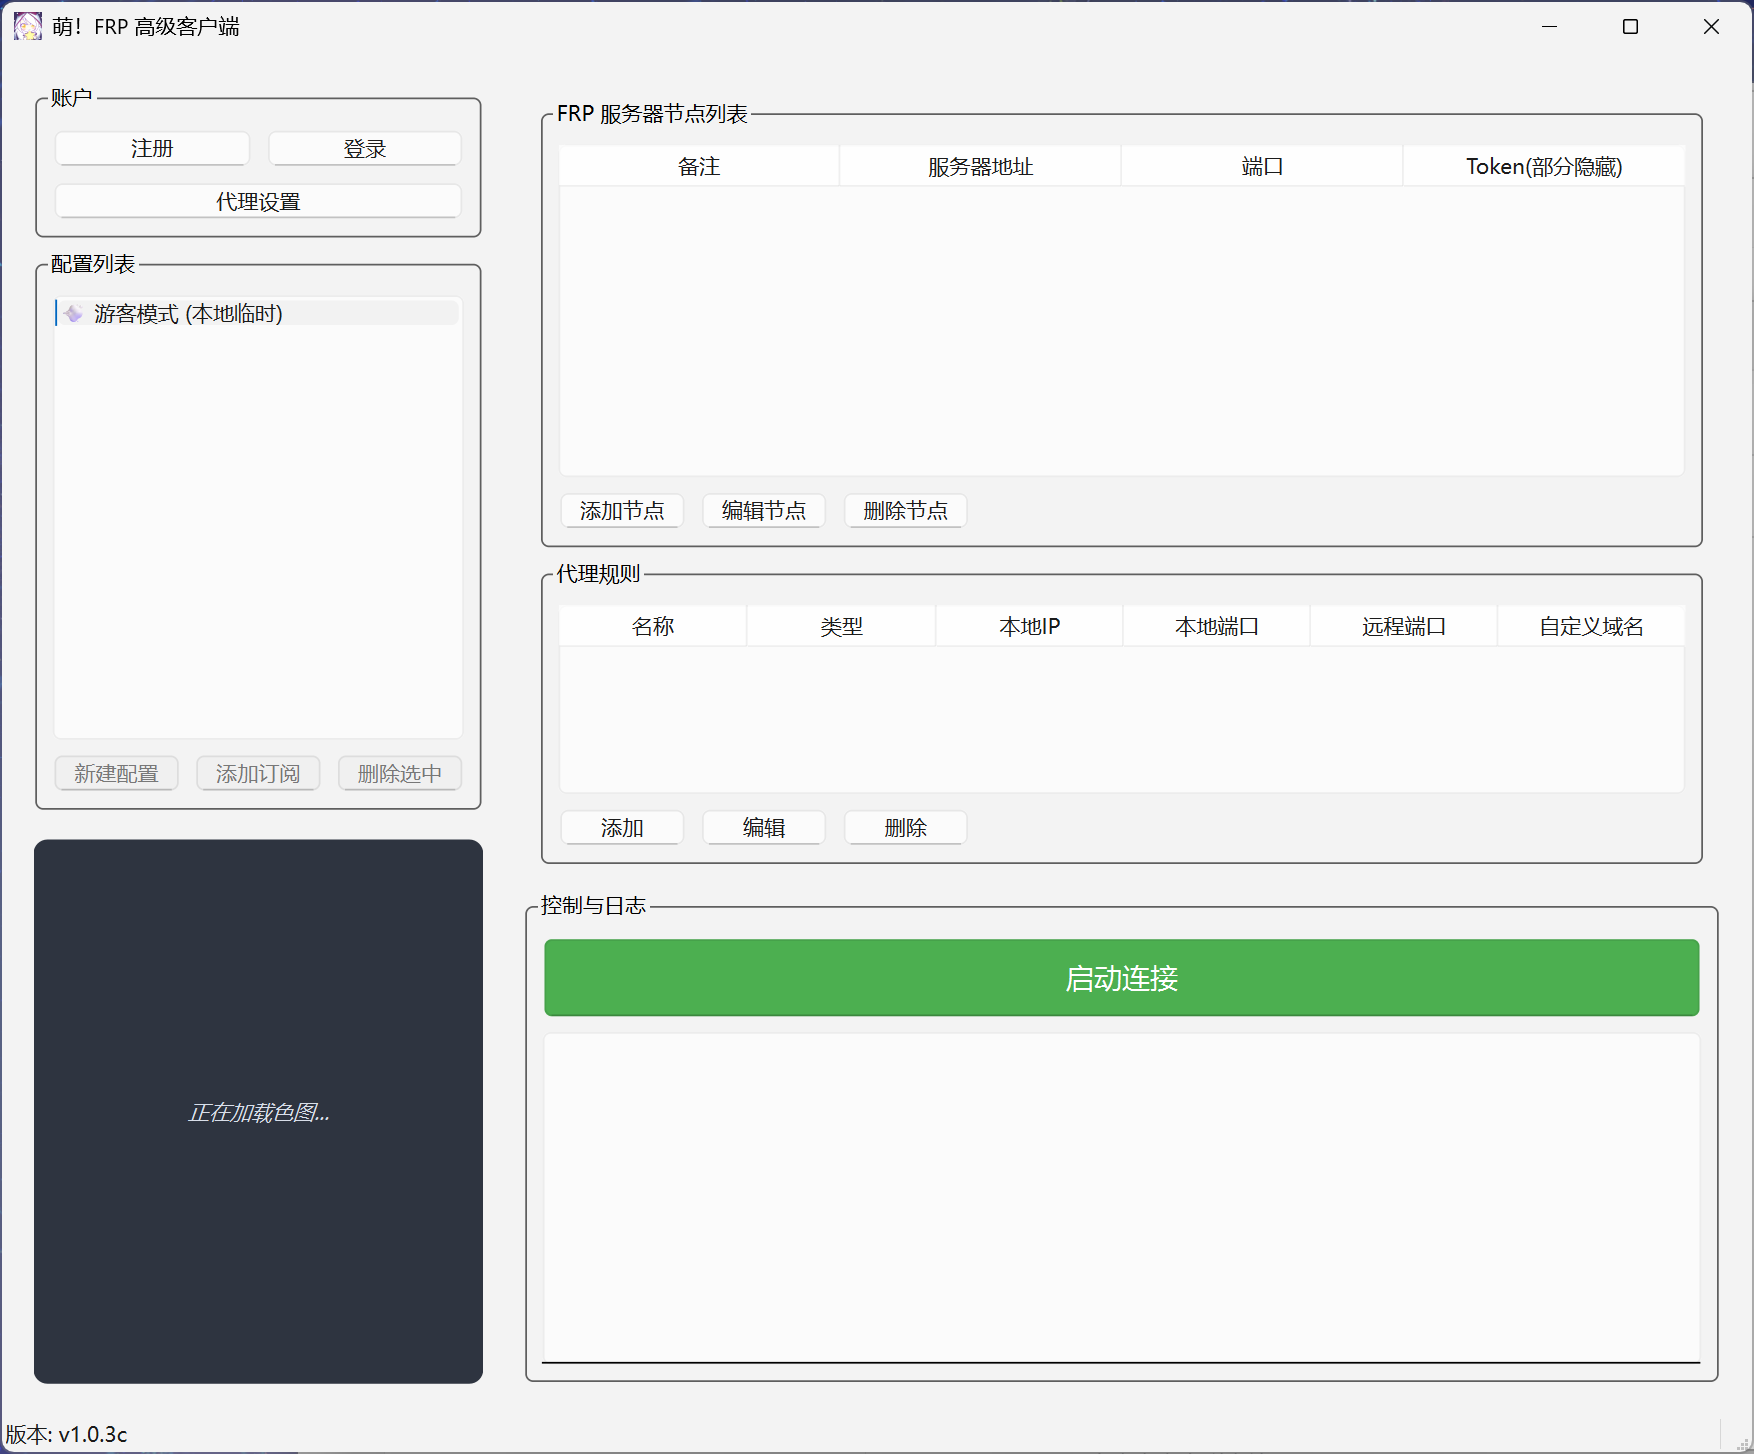 萌！FRP 高级客户端
账户
注册
登录
代理设置
配置列表
游客模式 (本地临时)
新建配置
添加订阅
删除选中
正在加载色图...
FRP 服务器节点列表
备注
服务器地址
端口
Token(部分隐藏)
添加节点
编辑节点
删除节点
代理规则
名称
类型
本地IP
本地端口
远程端口
自定义域名
添加
编辑
删除
控制与日志
启动连接
版本: v1.0.3c